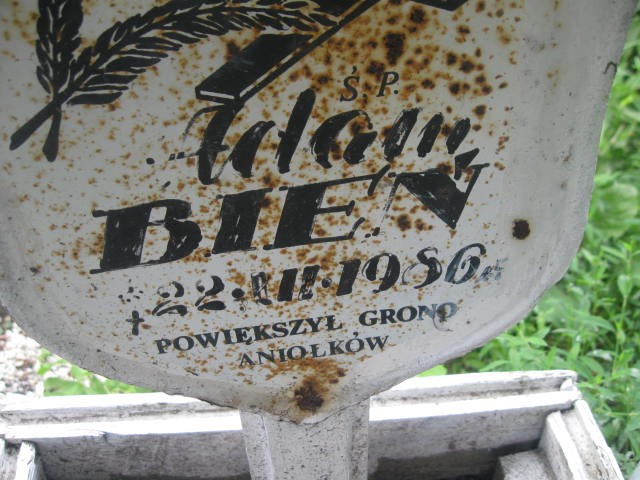 Ś. P.
Adam
BIEŃ
* 22.III.1986 r.
✝
POWIĘKSZYŁ GRONO
ANIOŁKÓW